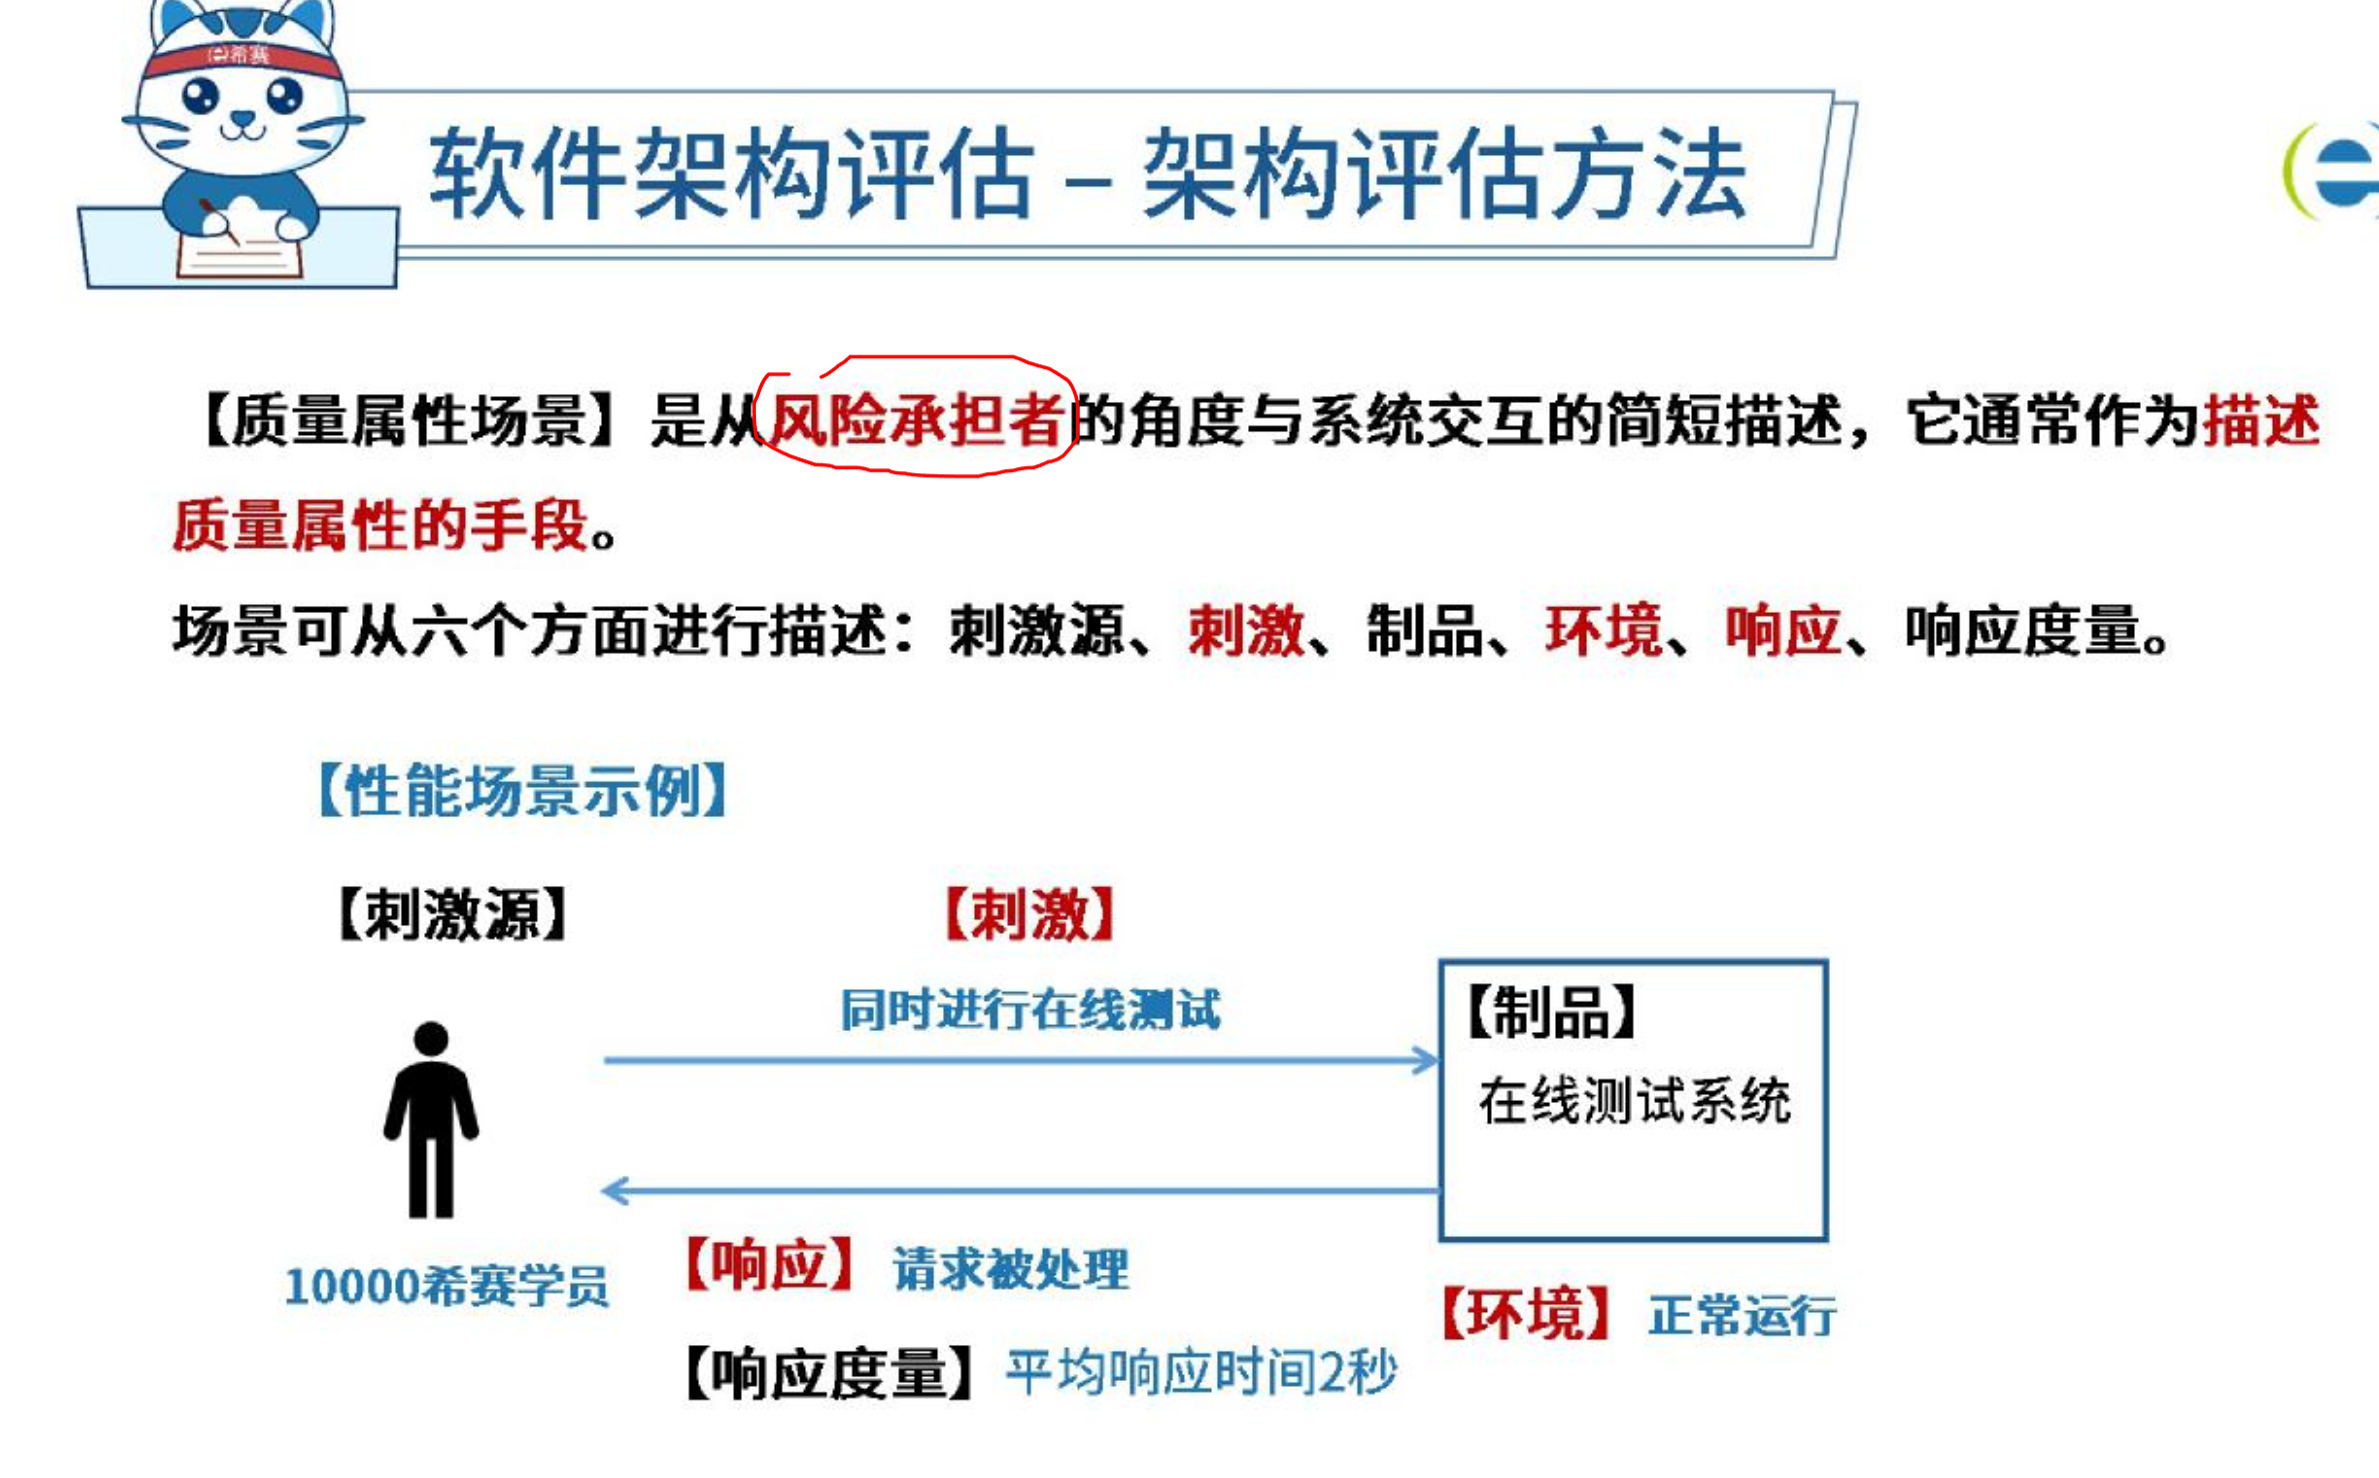 希赛
软件架构评估 – 架构评估方法
【质量属性场景】是从风险承担者的角度与系统交互的简短描述，它通常作为描述
质量属性的手段。
场景可从六个方面进行描述：刺激源、刺激、制品、环境、响应、响应度量。
【性能场景示例】
【刺激源】
【刺激】
同时进行在线测试
【制品】
在线测试系统
10000希赛学员
【响应】 请求被处理
【环境】 正常运行
【响应度量】 平均响应时间2秒